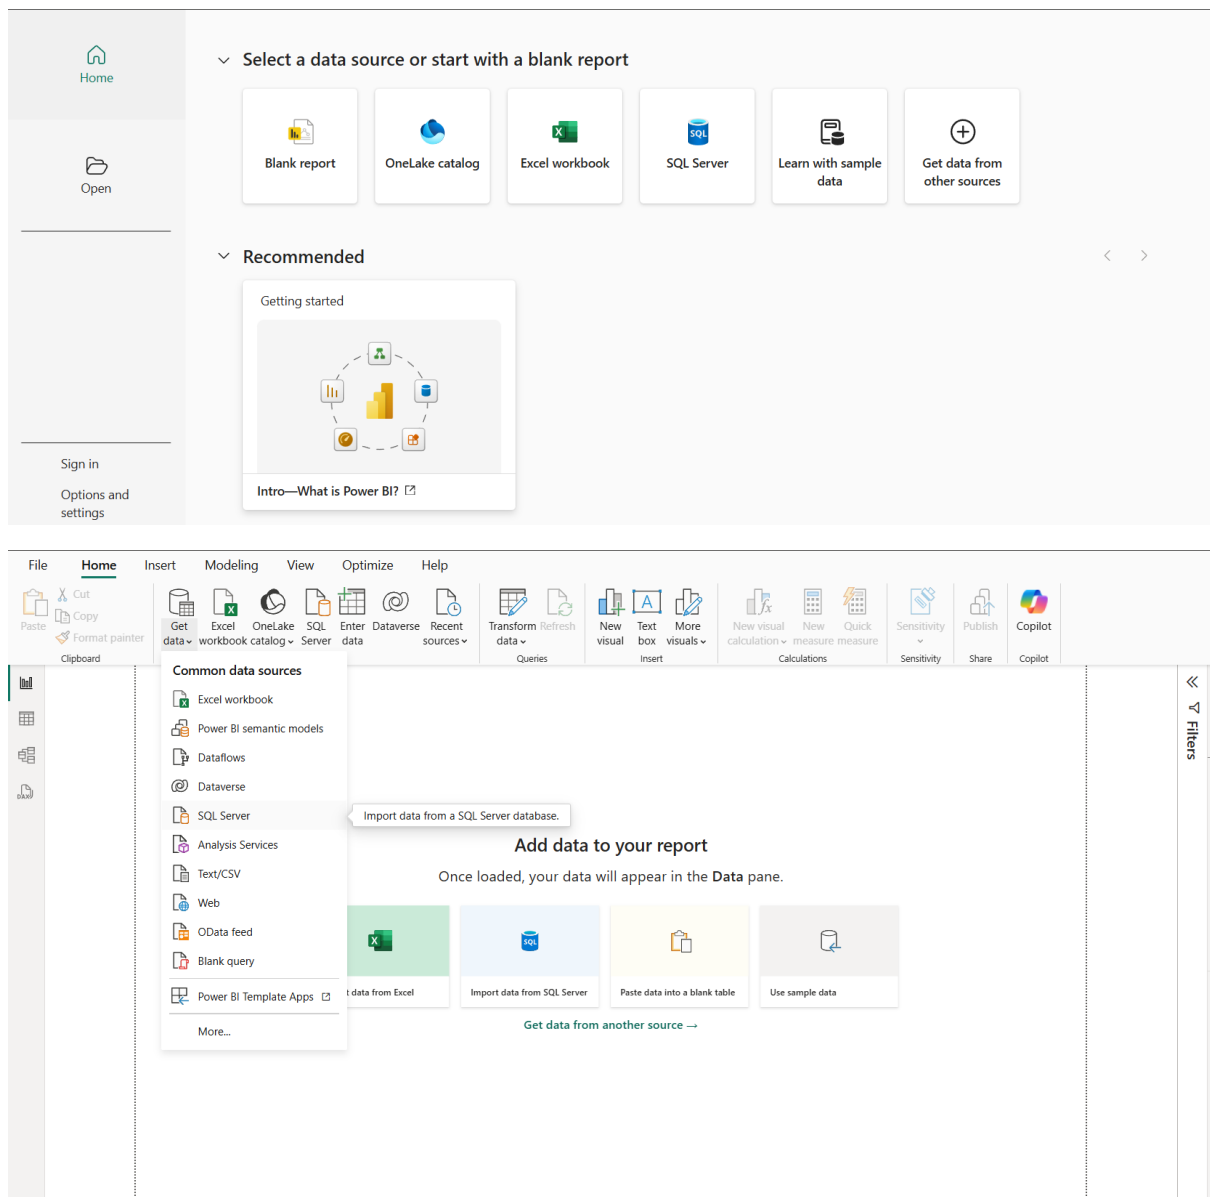 Home
Open
Sign in
Options and
settings
Select a data source or start with a blank report
Blank report
OneLake catalog
Excel workbook
SQL
SQL Server
Learn with sample
data
Get data from
other sources
Recommended
Getting started
Intro—What is Power BI?
File Home Insert Modeling View Optimize Help
Paste
Cut
Copy
Format painter
Clipboard
Get
data
Excel
workbook
OneLake
catalog
SQL
Server
Enter
data
Dataverse
Recent
sources
Transform
data
Refresh
Queries
New
visual
Text
box
More
visuals
Insert
New visual
calculation
New
measure
Quick
measure
Calculations
Sensitivity
Sensitivity
Publish
Share
Copilot
Copilot
Common data sources
Excel workbook
Power BI semantic models
Dataflows
Dataverse
SQL Server
Analysis Services
Text/CSV
Web
OData feed
Blank query
Power BI Template Apps
More...
Import data from a SQL Server database.
Add data to your report
Once loaded, your data will appear in the Data pane.
t data from Excel
SQL
Import data from SQL Server
Paste data into a blank table
Use sample data
Get data from another source →
Filters
DAX